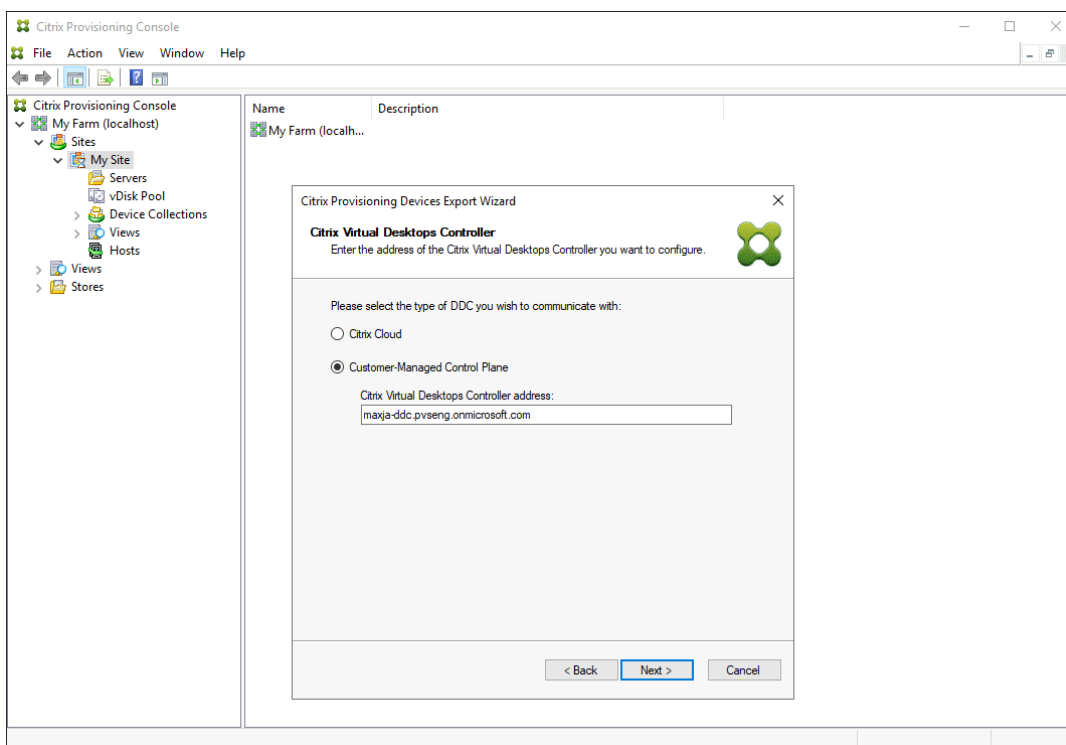 Citrix Provisioning Console
File Action View Window Help
Citrix Provisioning Console
My Farm (localhost)
Sites
My Site
Servers
vDisk Pool
Device Collections
Views
Hosts
Views
Stores
Name Description
My Farm (localh...
Citrix Provisioning Devices Export Wizard
Citrix Virtual Desktops Controller
Enter the address of the Citrix Virtual Desktops Controller you want to configure.
Please select the type of DDC you wish to communicate with:
Citrix Cloud
Customer-Managed Control Plane
Citrix Virtual Desktops Controller address:
maxja-ddc.pvseng.onmicrosoft.com
< Back Next > Cancel